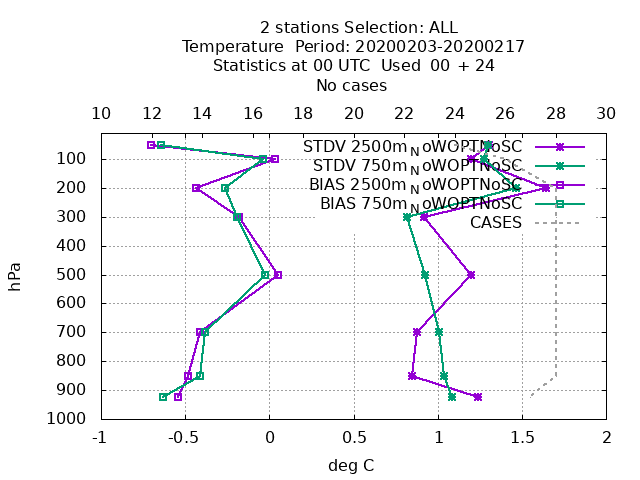 2 stations Selection: ALL
Temperature  Period: 20200203-20200217
Statistics at 00 UTC  Used  00 + 24
No cases
10 12 14 16 18 20 22 24 26 28 30
STDV 2500m_NoWOPTNoSC
STDV 750m_NoWOPTNoSC
BIAS 2500m_NoWOPTNoSC
BIAS 750m_NoWOPTNoSC
CASES
hPa
100
200
300
400
500
600
700
800
900
1000
-1 -0.5 0 0.5 1 1.5 2
deg C